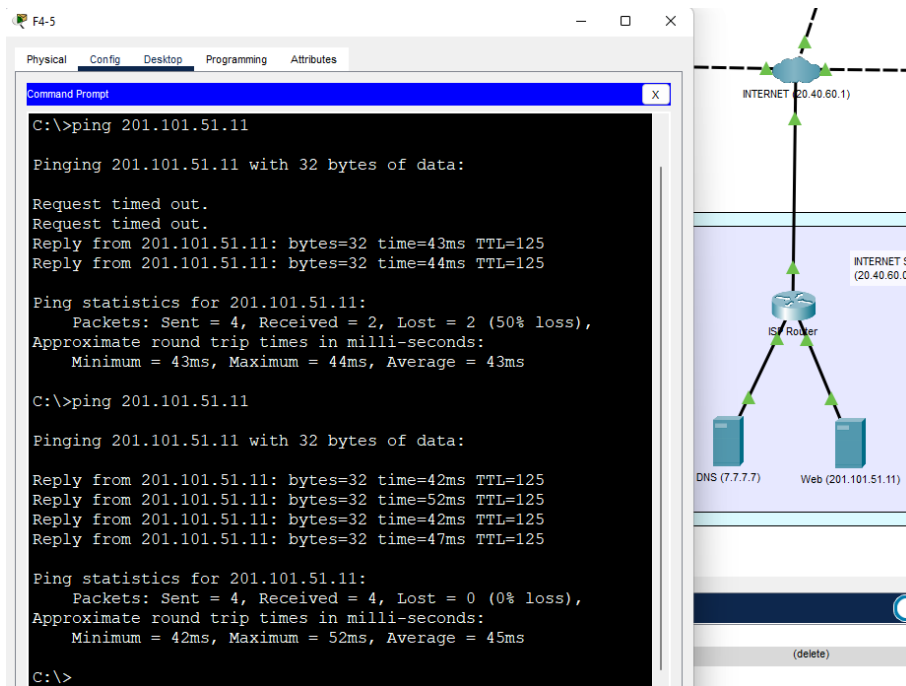 F4-5
Physical Config Desktop Programming Attributes
Command Prompt
X
C:\>ping 201.101.51.11
Pinging 201.101.51.11 with 32 bytes of data:
Request timed out.
Request timed out.
Reply from 201.101.51.11: bytes=32 time=43ms TTL=125
Reply from 201.101.51.11: bytes=32 time=44ms TTL=125
Ping statistics for 201.101.51.11:
Packets: Sent = 4, Received = 2, Lost = 2 (50% loss),
Approximate round trip times in milli-seconds:
Minimum = 43ms, Maximum = 44ms, Average = 43ms
C:\>ping 201.101.51.11
Pinging 201.101.51.11 with 32 bytes of data:
Reply from 201.101.51.11: bytes=32 time=42ms TTL=125
Reply from 201.101.51.11: bytes=32 time=52ms TTL=125
Reply from 201.101.51.11: bytes=32 time=42ms TTL=125
Reply from 201.101.51.11: bytes=32 time=47ms TTL=125
Ping statistics for 201.101.51.11:
Packets: Sent = 4, Received = 4, Lost = 0 (0% loss),
Approximate round trip times in milli-seconds:
Minimum = 42ms, Maximum = 52ms, Average = 45ms
C:\>
INTERNET (20.40.60.1)
INTERNET S
(20.40.60.0
ISP Router
DNS (7.7.7.7)
Web (201.101.51.11)
(delete)